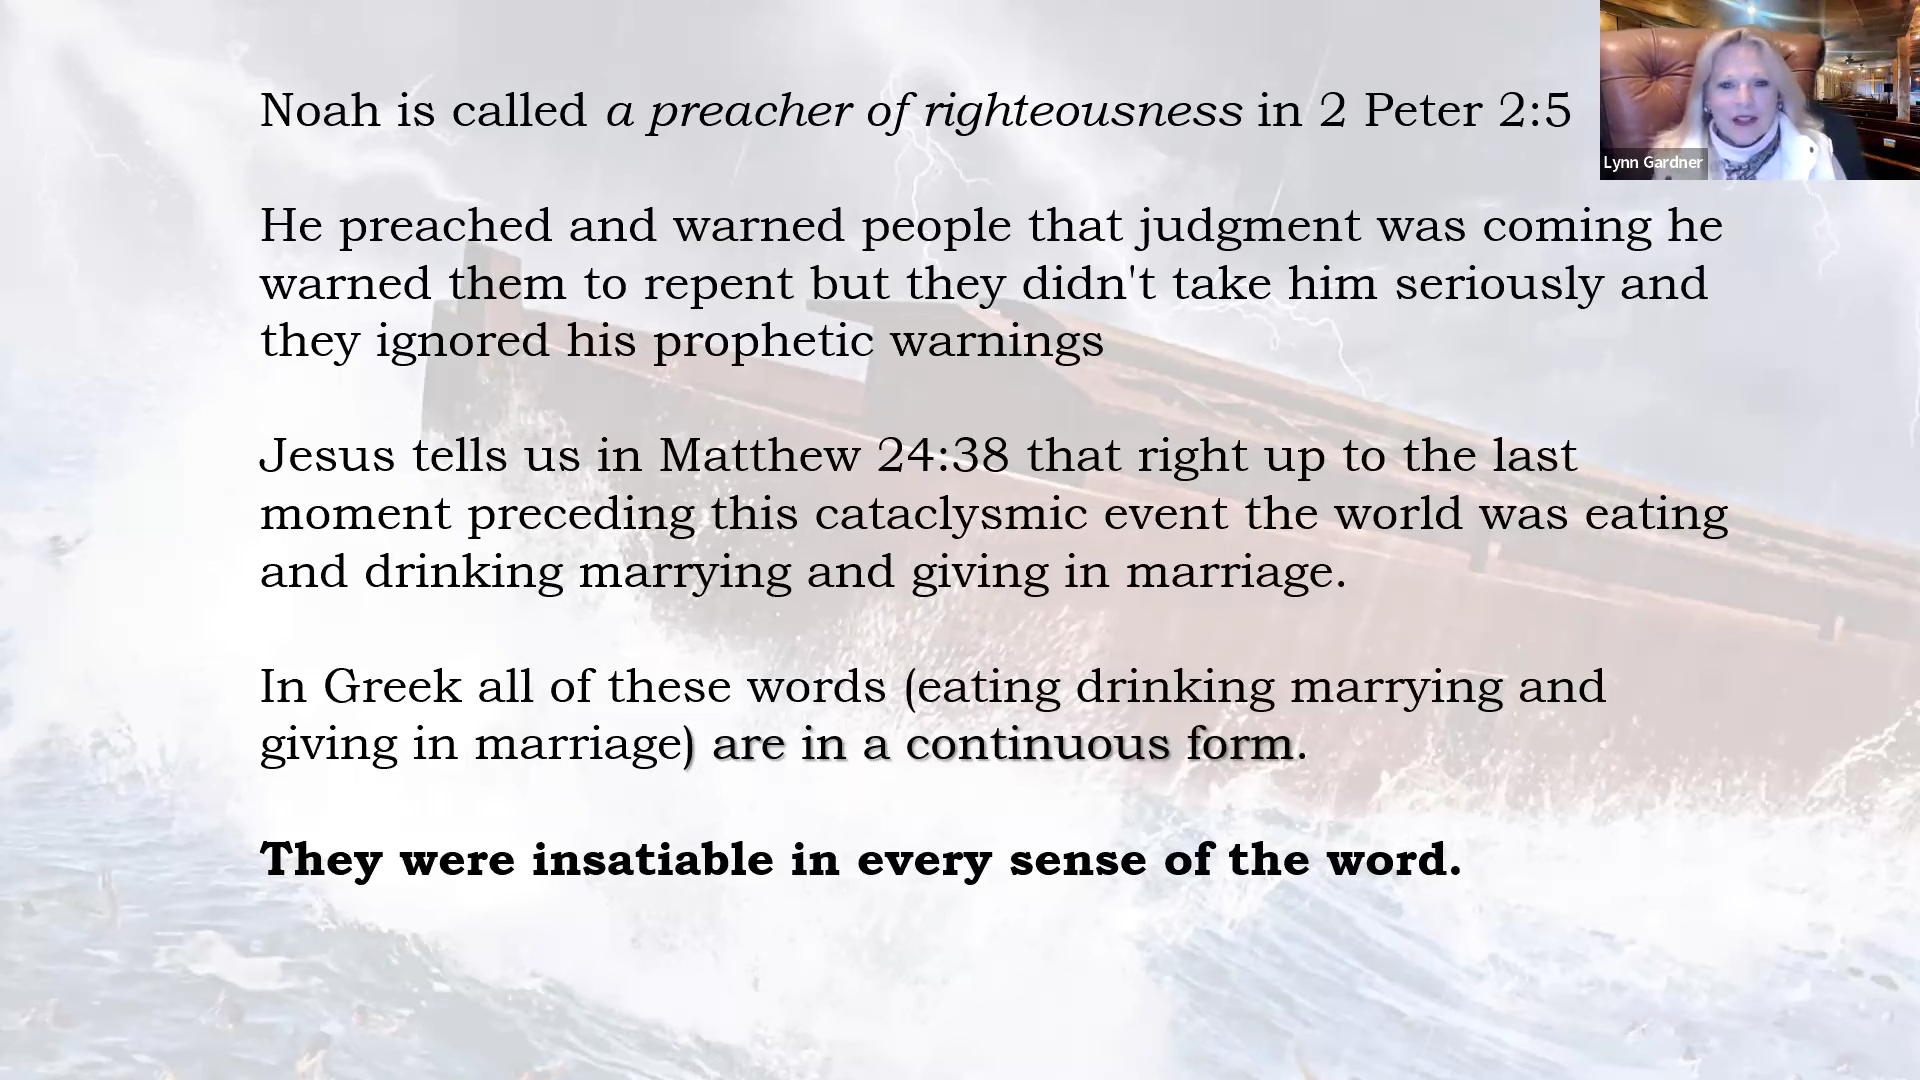 Noah is called a preacher of righteousness in 2 Peter 2:5
Lynn Gardner
He preached and warned people that judgment was coming he
warned them to repent but they didn't take him seriously and
they ignored his prophetic warnings
Jesus tells us in Matthew 24:38 that right up to the last
moment preceding this cataclysmic event the world was eating
and drinking marrying and giving in marriage.
In Greek all of these words (eating drinking marrying and
giving in marriage) are in a continuous form.
They were insatiable in every sense of the word.